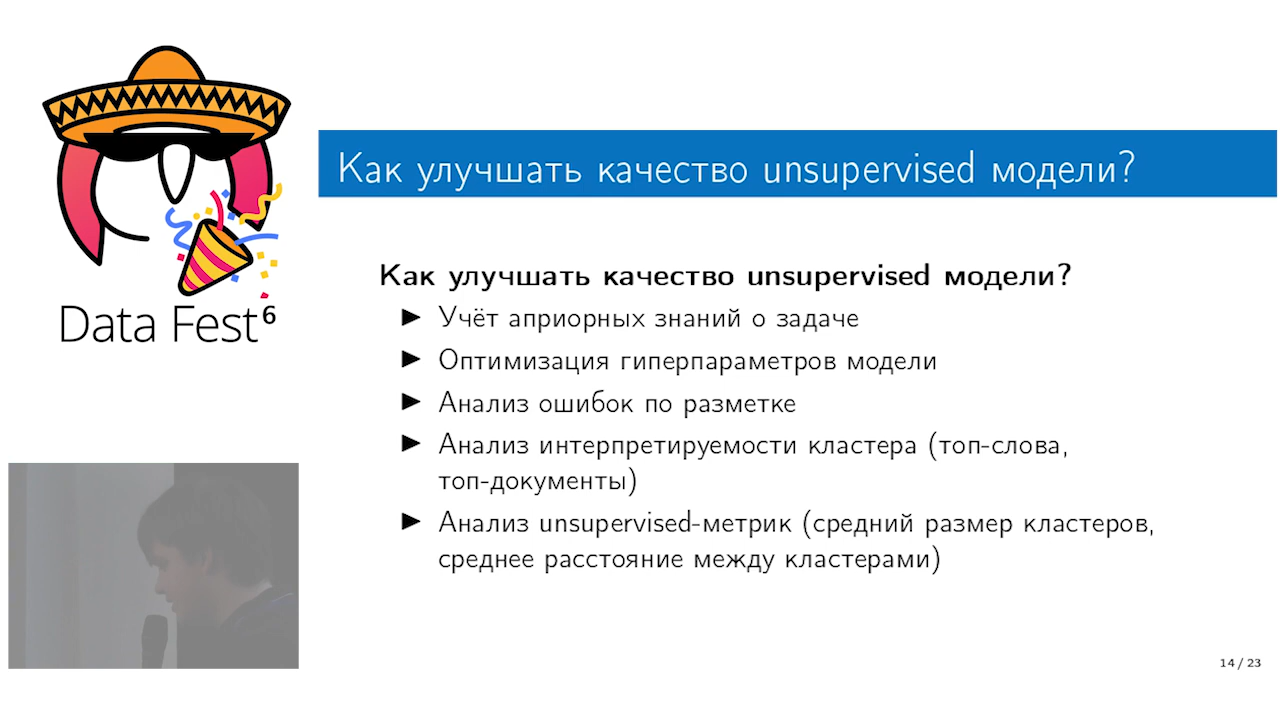 Data Fest⁶
Как улучшать качество unsupervised модели?
Как улучшать качество unsupervised модели?
▶ Учёт априорных знаний о задаче
▶ Оптимизация гиперпараметров модели
▶ Анализ ошибок по разметке
▶ Анализ интерпретируемости кластера (топ-слова,
топ-документы)
▶ Анализ unsupervised-метрик (средний размер кластеров,
среднее расстояние между кластерами)
14 / 23